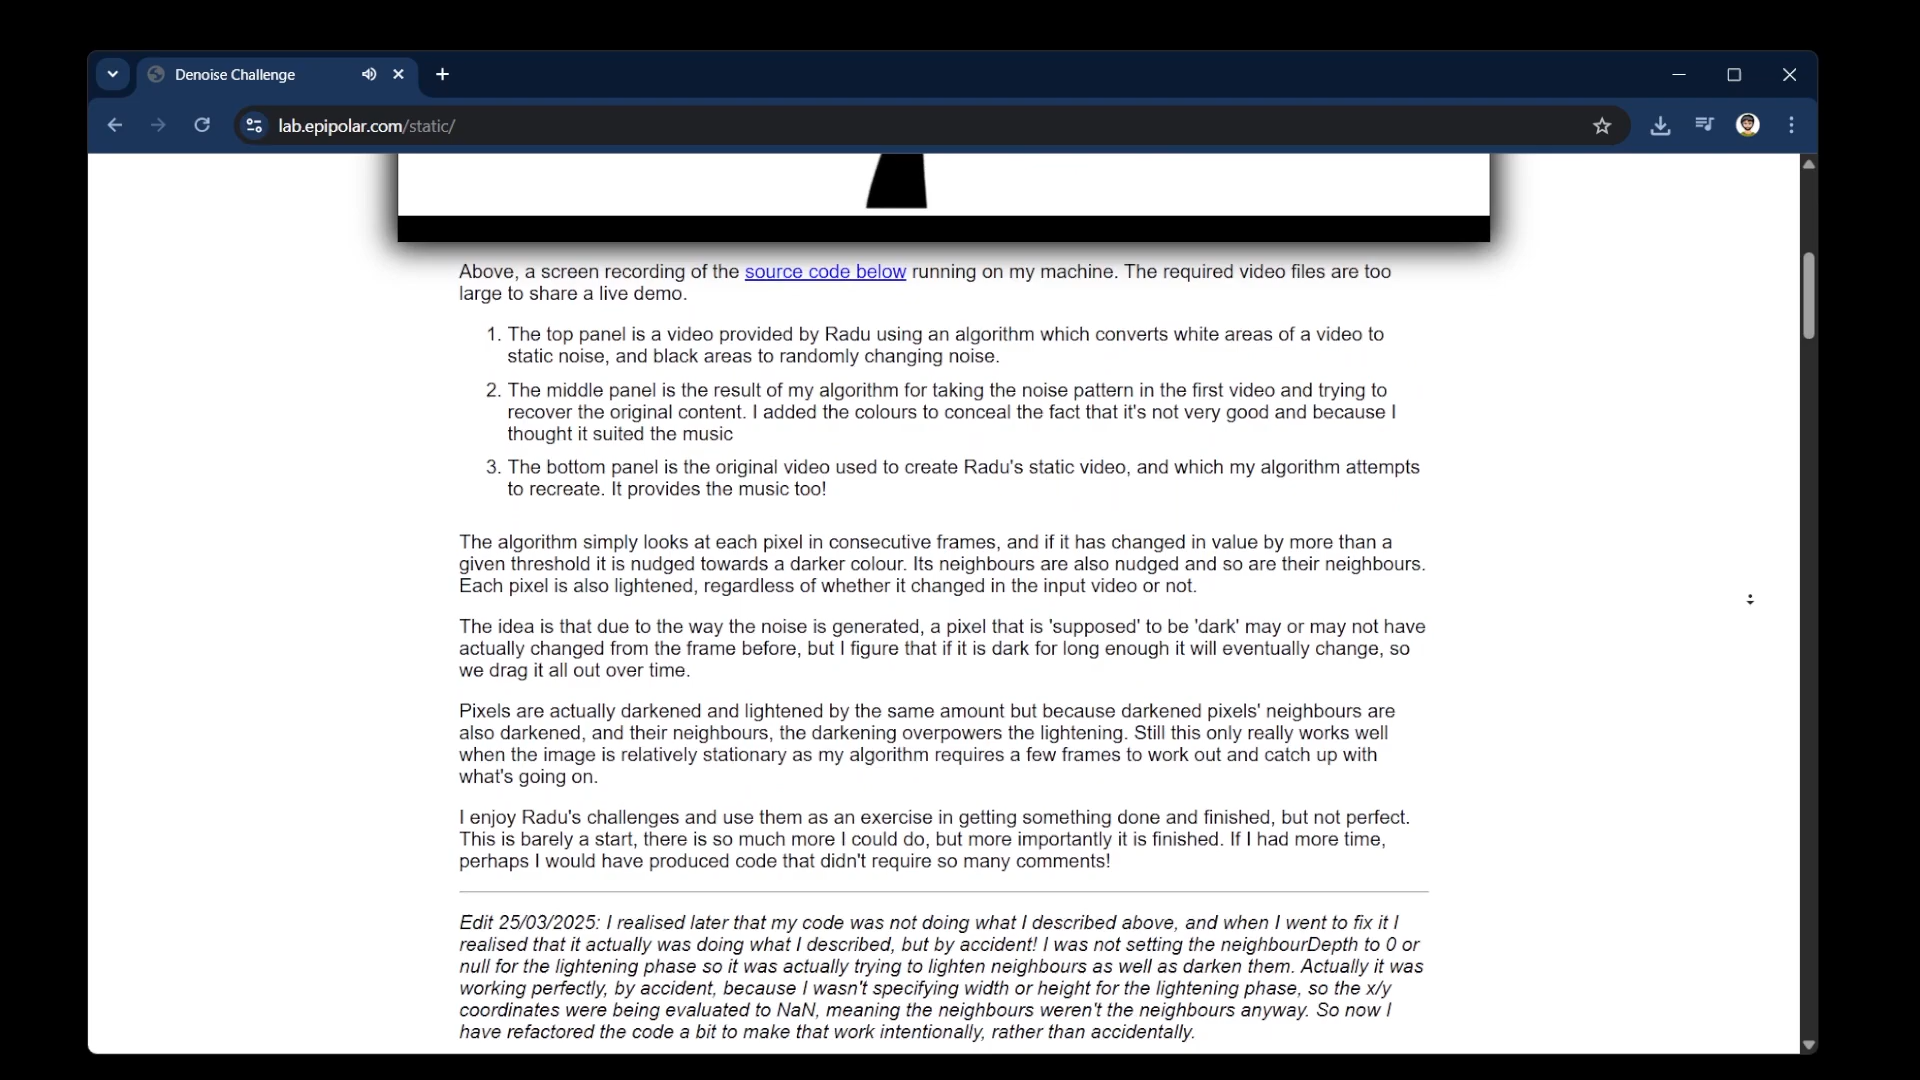 Denoise Challenge
lab.epipolar.com/static/
Above, a screen recording of the source code below running on my machine. The required video files are too
large to share a live demo.
1. The top panel is a video provided by Radu using an algorithm which converts white areas of a video to
static noise, and black areas to randomly changing noise.
2. The middle panel is the result of my algorithm for taking the noise pattern in the first video and trying to
recover the original content. I added the colours to conceal the fact that it's not very good and because I
thought it suited the music
3. The bottom panel is the original video used to create Radu's static video, and which my algorithm attempts
to recreate. It provides the music too!
The algorithm simply looks at each pixel in consecutive frames, and if it has changed in value by more than a
given threshold it is nudged towards a darker colour. Its neighbours are also nudged and so are their neighbours.
Each pixel is also lightened, regardless of whether it changed in the input video or not.
The idea is that due to the way the noise is generated, a pixel that is 'supposed' to be 'dark' may or may not have
actually changed from the frame before, but I figure that if it is dark for long enough it will eventually change, so
we drag it all out over time.
Pixels are actually darkened and lightened by the same amount but because darkened pixels' neighbours are
also darkened, and their neighbours, the darkening overpowers the lightening. Still this only really works well
when the image is relatively stationary as my algorithm requires a few frames to work out and catch up with
what's going on.
I enjoy Radu's challenges and use them as an exercise in getting something done and finished, but not perfect.
This is barely a start, there is so much more I could do, but more importantly it is finished. If I had more time,
perhaps I would have produced code that didn't require so many comments!
Edit 25/03/2025: I realised later that my code was not doing what I described above, and when I went to fix it I
realised that it actually was doing what I described, but by accident! I was not setting the neighbourDepth to 0 or
null for the lightening phase so it was actually trying to lighten neighbours as well as darken them. Actually it was
working perfectly, by accident, because I wasn't specifying width or height for the lightening phase, so the x/y
coordinates were being evaluated to NaN, meaning the neighbours weren't the neighbours anyway. So now I
have refactored the code a bit to make that work intentionally, rather than accidentally.